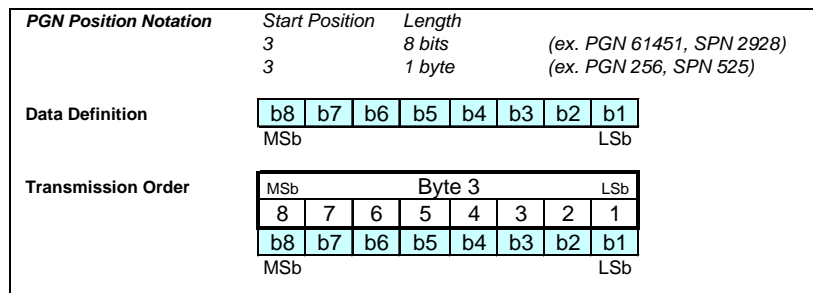 PGN Position Notation Start Position Length
3 8 bits (ex. PGN 61451, SPN 2928)
3 1 byte (ex. PGN 256, SPN 525)
Data Definition b8 b7 b6 b5 b4 b3 b2 b1
MSb LSb
Transmission Order MSb Byte 3 LSb
8 7 6 5 4 3 2 1
b8 b7 b6 b5 b4 b3 b2 b1
MSb LSb